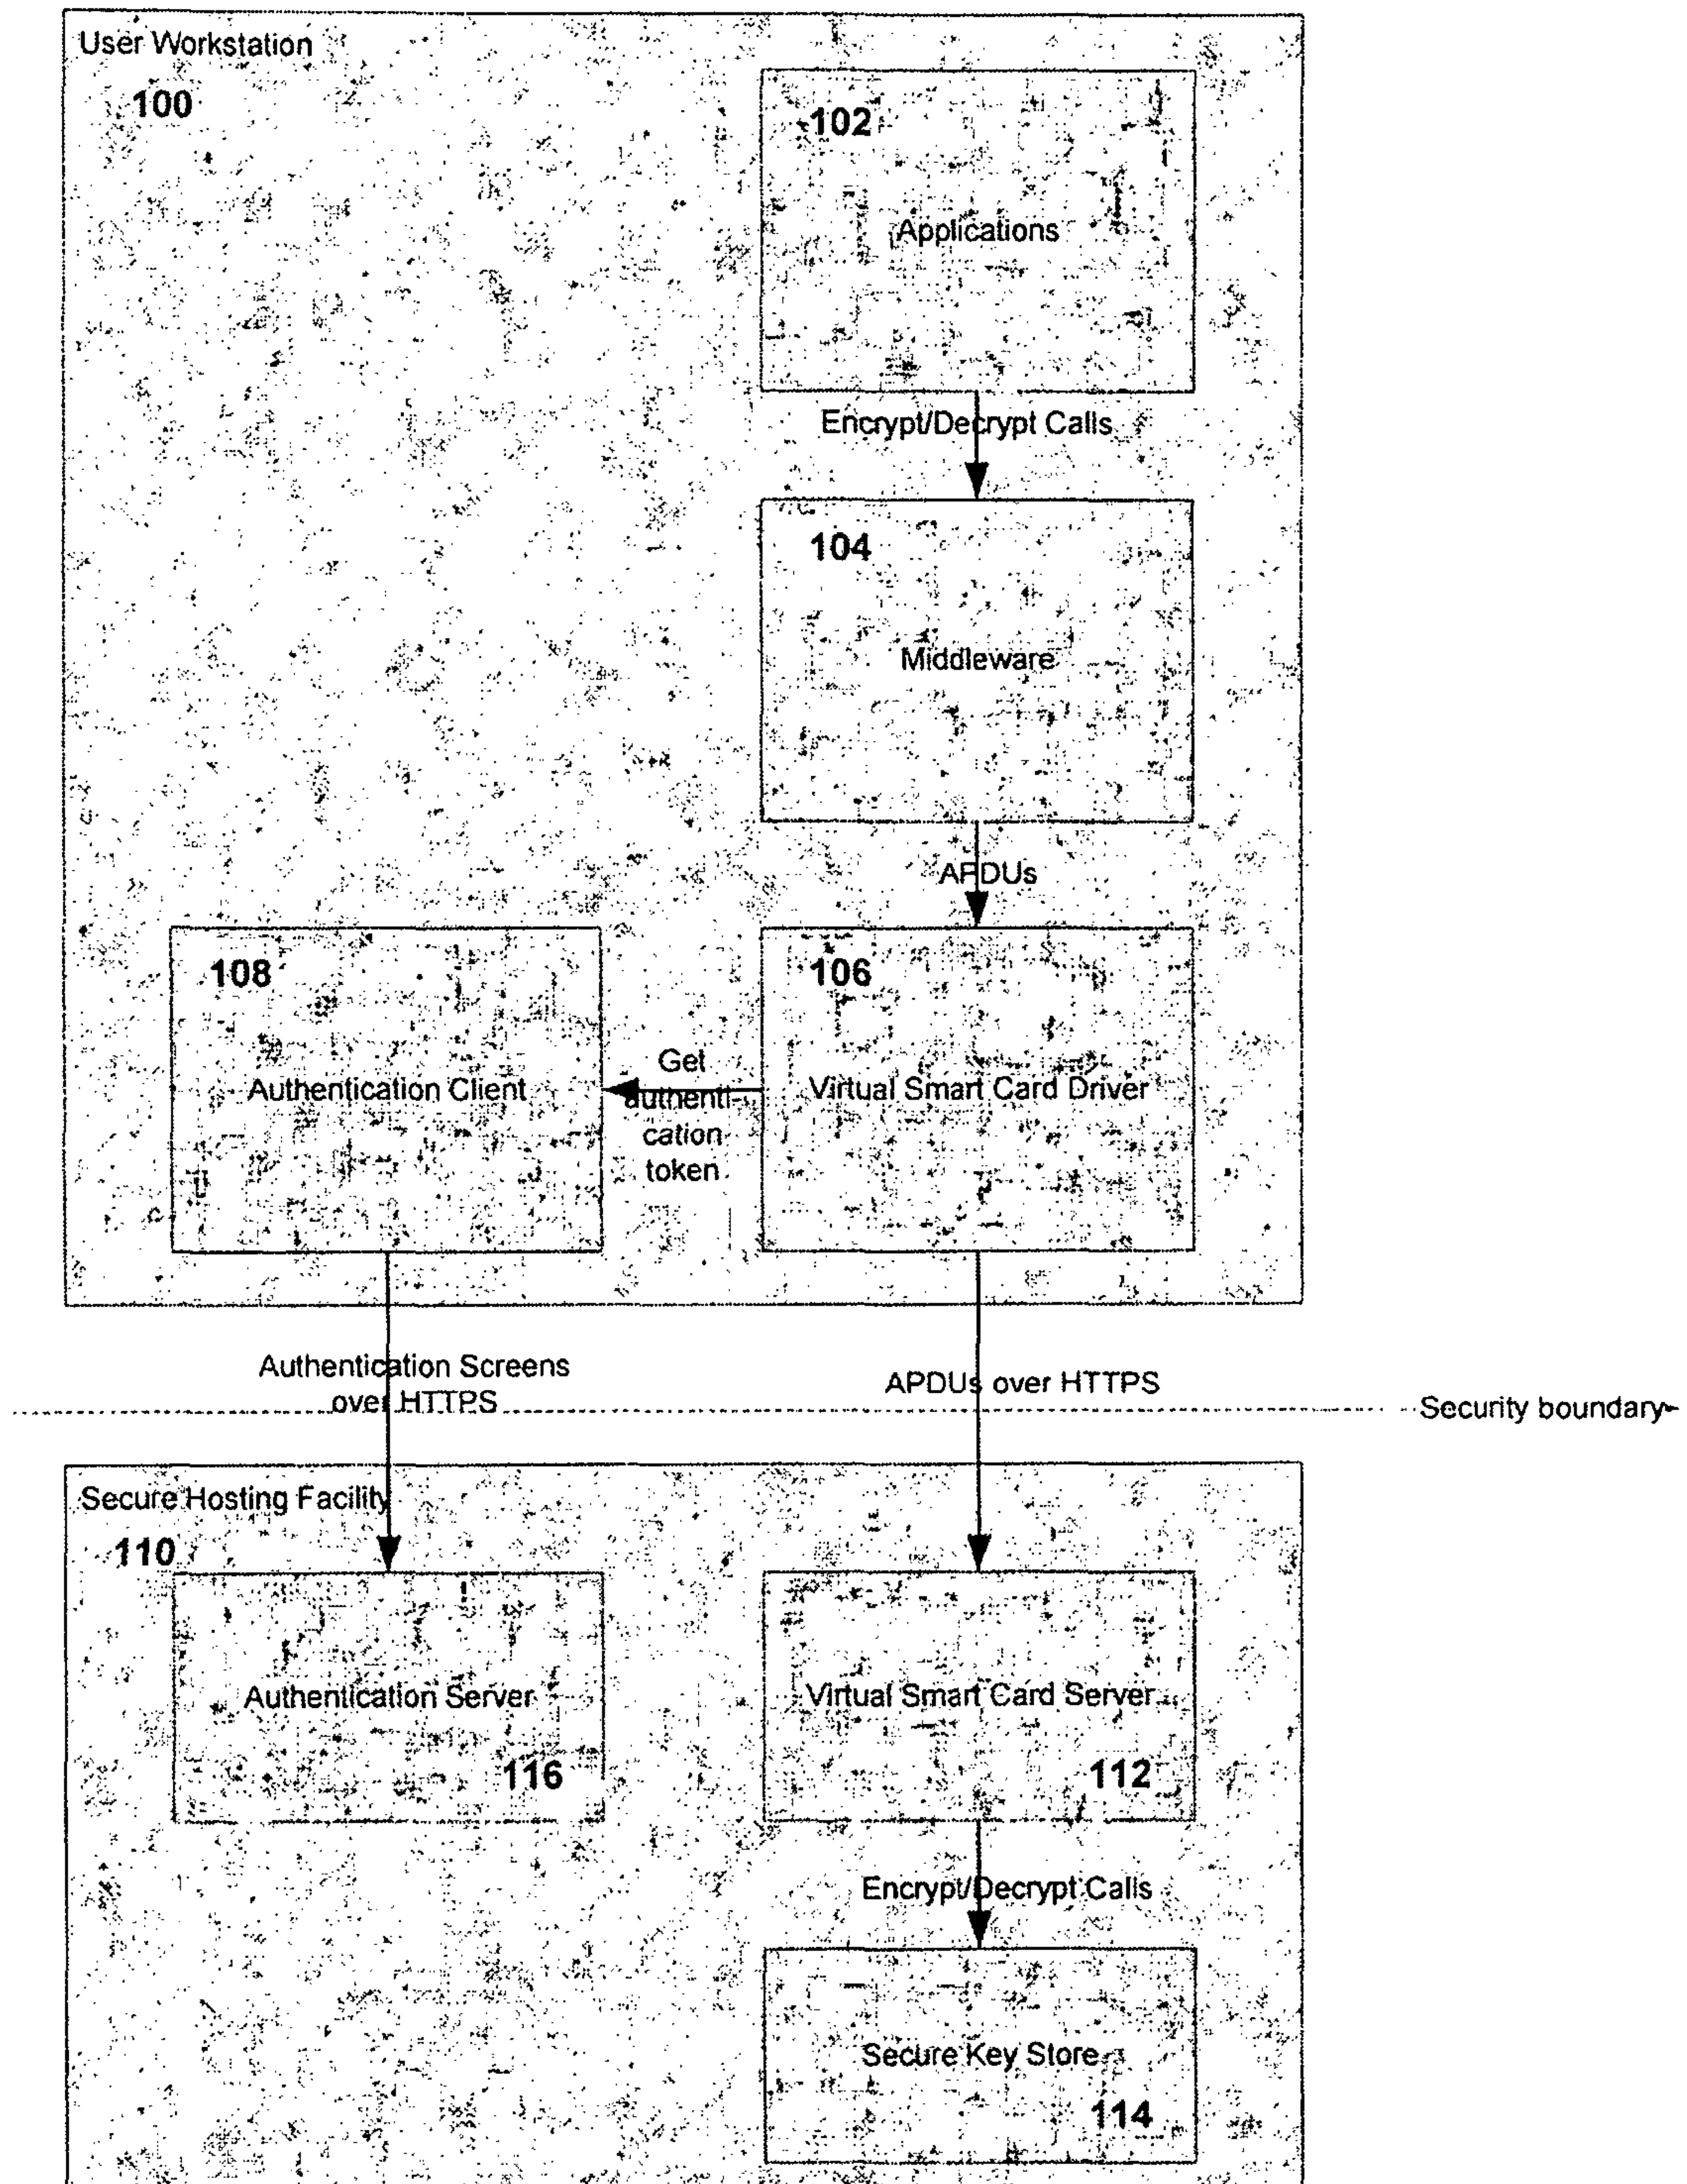 User Workstation
100
102
Applications
Encrypt/Decrypt Calls
104
Middleware
APDUs
108
106
Authentication Client
Get
authenti-
cation
token
Virtual Smart Card Driver
Authentication Screens
over HTTPS
APDUs over HTTPS
Security boundary
Secure Hosting Facility
110
Authentication Server
116
Virtual Smart Card Server
112
Encrypt/Decrypt Calls
Secure Key Store
114